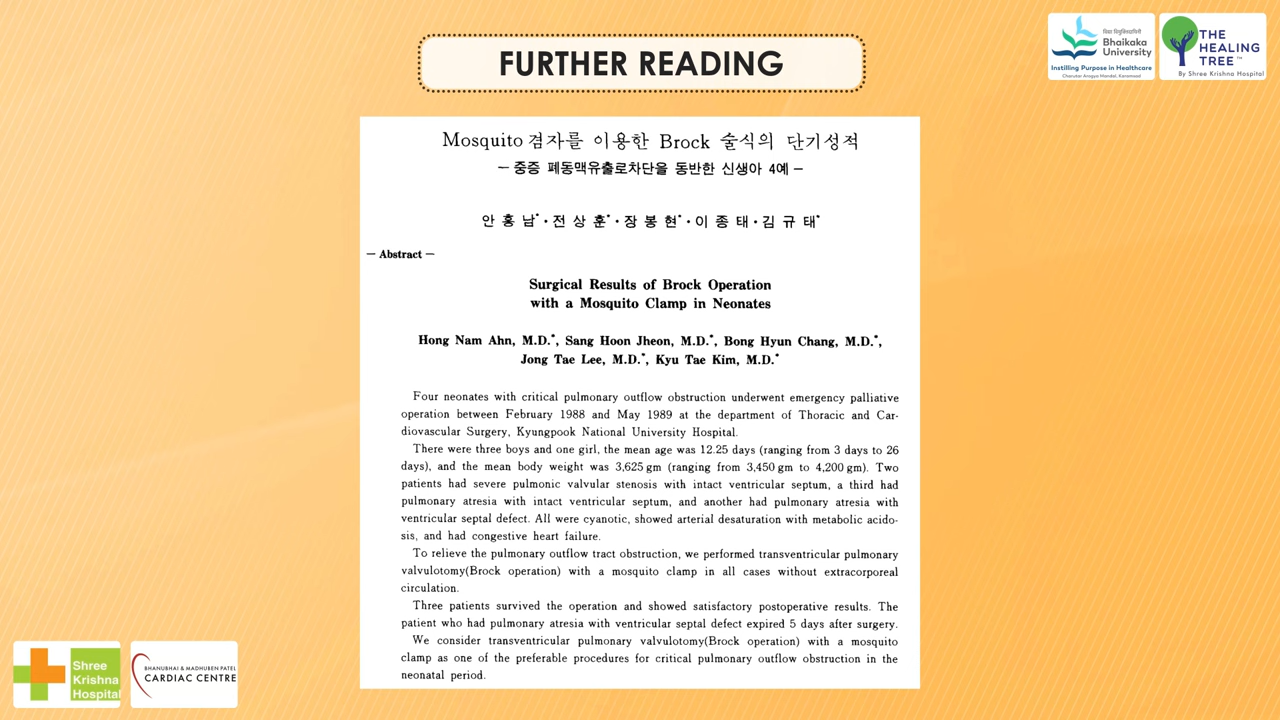 FURTHER READING
Bhaikaka
University
Instilling Purpose in Healthcare
Charutar Arogya Mandal, Karamsad
THE
HEALING
TREE™
By Shree Krishna Hospital
Mosquito 겸자를 이용한 Brock 술식의 단기성적
— 중증 폐동맥유출로차단을 동반한 신생아 4예 —
안 홍 남*·전 상 훈*·장 봉 현*·이 종 태·김 규 태*
— Abstract —
Surgical Results of Brock Operation
with a Mosquito Clamp in Neonates
Hong Nam Ahn, M.D.*, Sang Hoon Jheon, M.D.*, Bong Hyun Chang, M.D.*,
Jong Tae Lee, M.D.*, Kyu Tae Kim, M.D.*
Four neonates with critical pulmonary outflow obstruction underwent emergency palliative
operation between February 1988 and May 1989 at the department of Thoracic and Car-
diovascular Surgery, Kyungpook National University Hospital.
There were three boys and one girl, the mean age was 12.25 days (ranging from 3 days to 26
days), and the mean body weight was 3,625 gm (ranging from 3,450 gm to 4,200 gm). Two
patients had severe pulmonic valvular stenosis with intact ventricular septum, a third had
pulmonary atresia with intact ventricular septum, and another had pulmonary atresia with
ventricular septal defect. All were cyanotic, showed arterial desaturation with metabolic acido-
sis, and had congestive heart failure.
To relieve the pulmonary outflow tract obstruction, we performed transventricular pulmonary
valvulotomy(Brock operation) with a mosquito clamp in all cases without extracorporeal
circulation.
Three patients survived the operation and showed satisfactory postoperative results. The
patient who had pulmonary atresia with ventricular septal defect expired 5 days after surgery.
We consider transventricular pulmonary valvulotomy(Brock operation) with a mosquito
clamp as one of the preferable procedures for critical pulmonary outflow obstruction in the
neonatal period.
Shree
Krishna
Hospital
BHANUBHAI & MADHUBEN PATEL
CARDIAC CENTRE